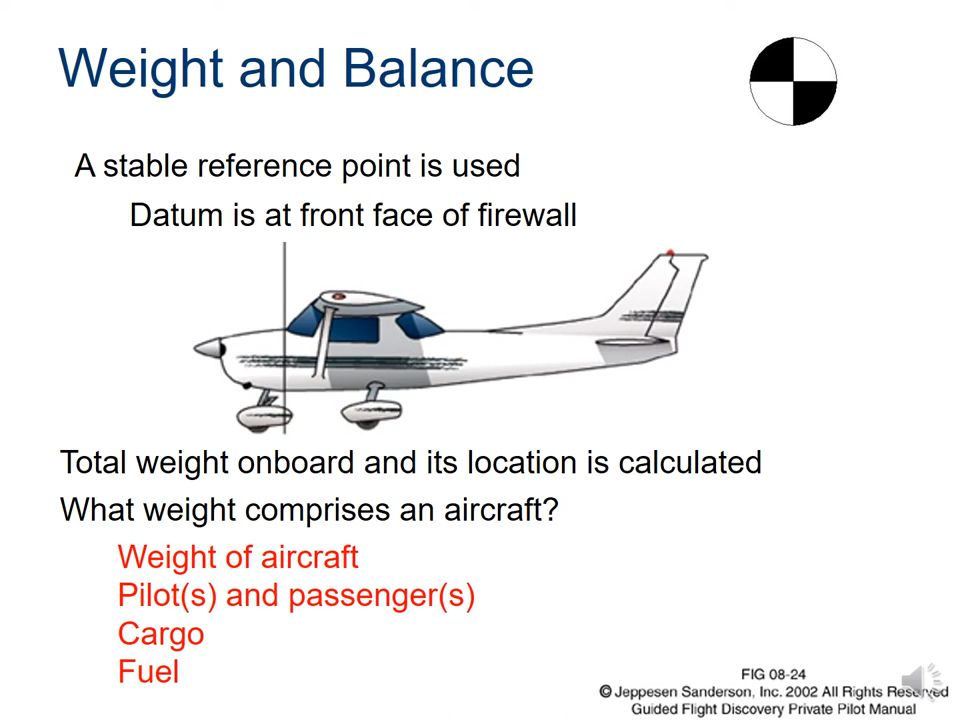 Weight and Balance
A stable reference point is used
Datum is at front face of firewall
Total weight onboard and its location is calculated
What weight comprises an aircraft?
Weight of aircraft
Pilot(s) and passenger(s)
Cargo
Fuel
FIG 08-24
© Jeppesen Sanderson, Inc. 2002 All Rights Reserved
Guided Flight Discovery Private Pilot Manual